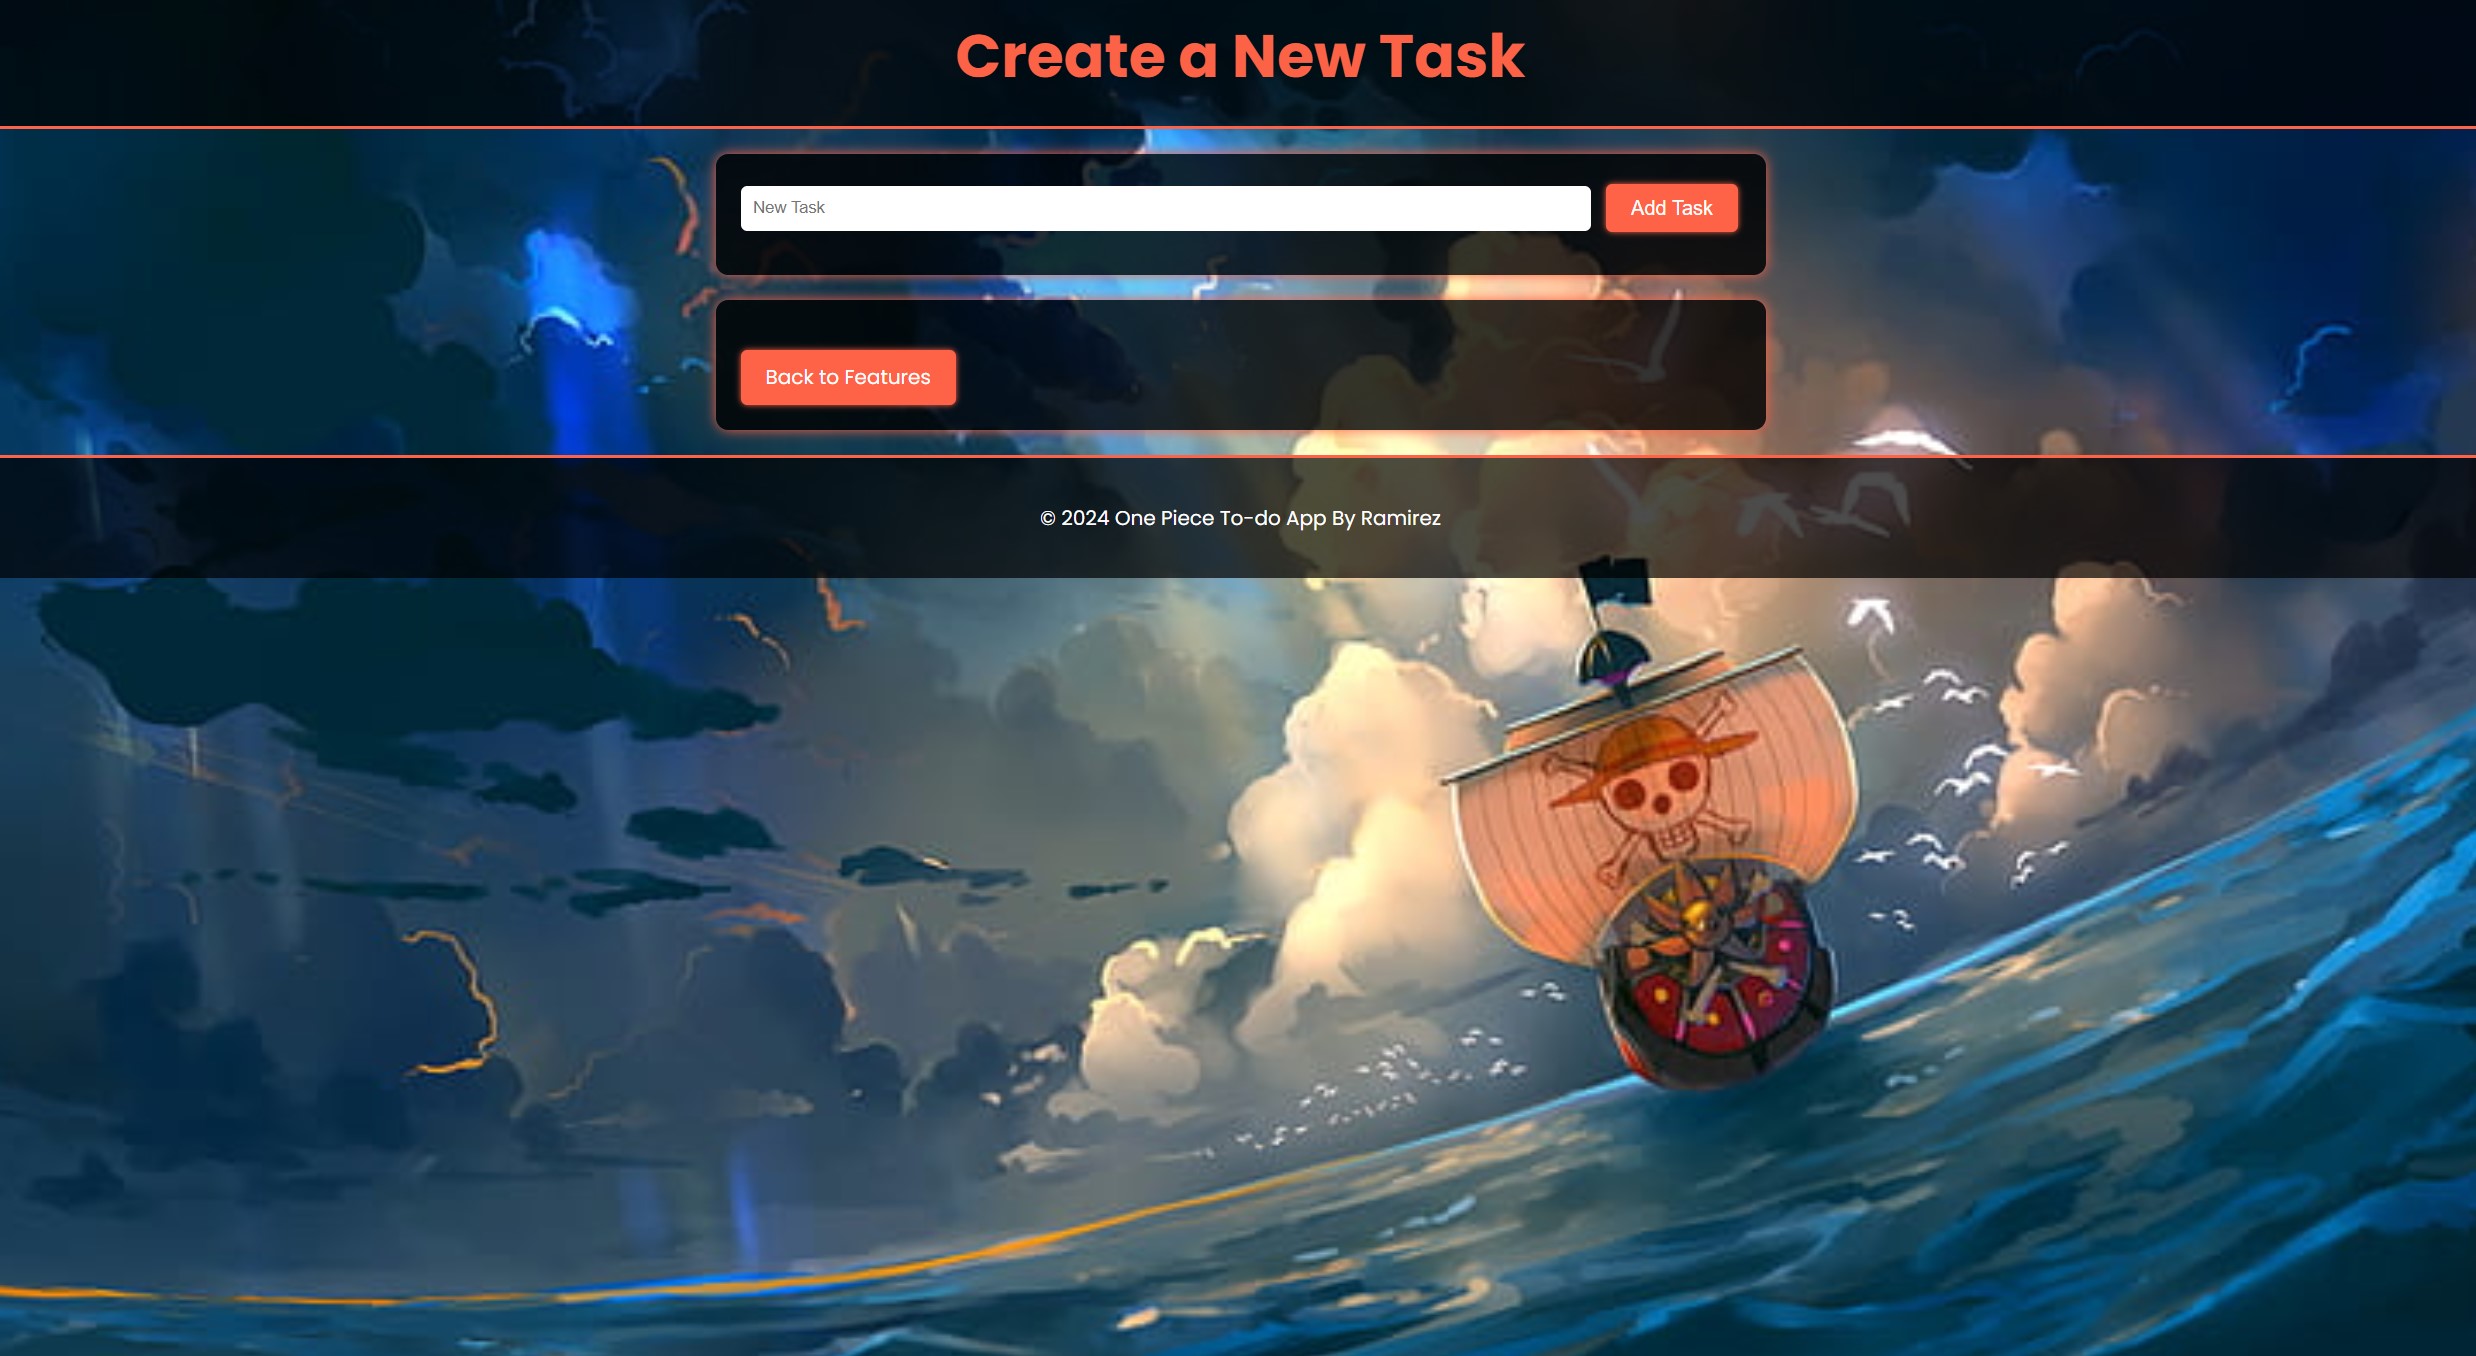 Create a New Task
New Task
Add Task
Back to Features
© 2024 One Piece To-do App By Ramirez